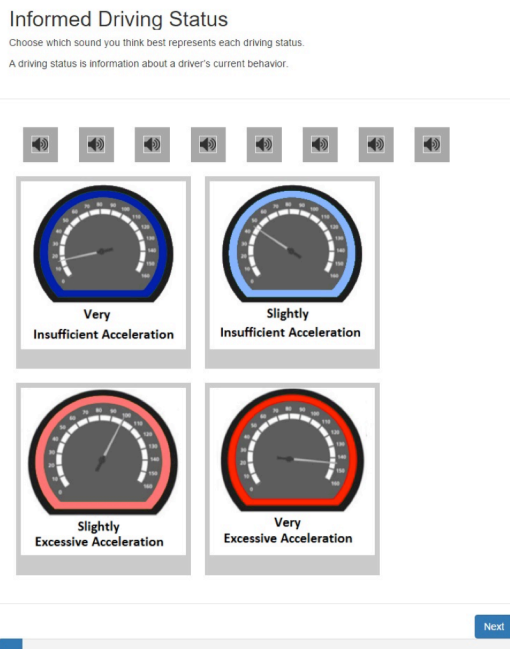 Informed Driving Status
Choose which sound you think best represents each driving status.
A driving status is information about a driver's current behavior.
Very
Insufficient Acceleration
Slightly
Insufficient Acceleration
Slightly
Excessive Acceleration
Very
Excessive Acceleration
Next